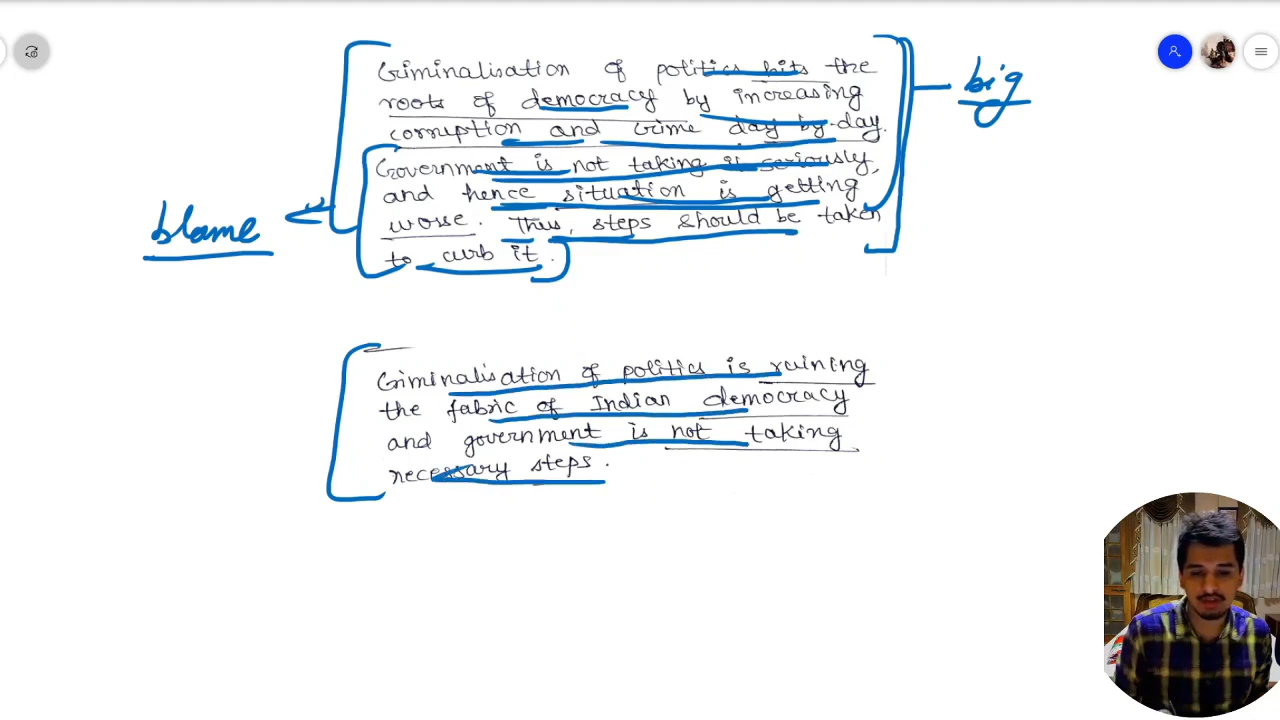 Criminalisation of politics hits the
roots of democracy by increasing
corruption and crime day by day.
Government is not taking it seriously,
and hence situation is getting
worse. Thus, steps should be taken
to curb it.
big
blame
Criminalisation of politics is ruining
the fabric of Indian democracy
and government is not taking
necessary steps.